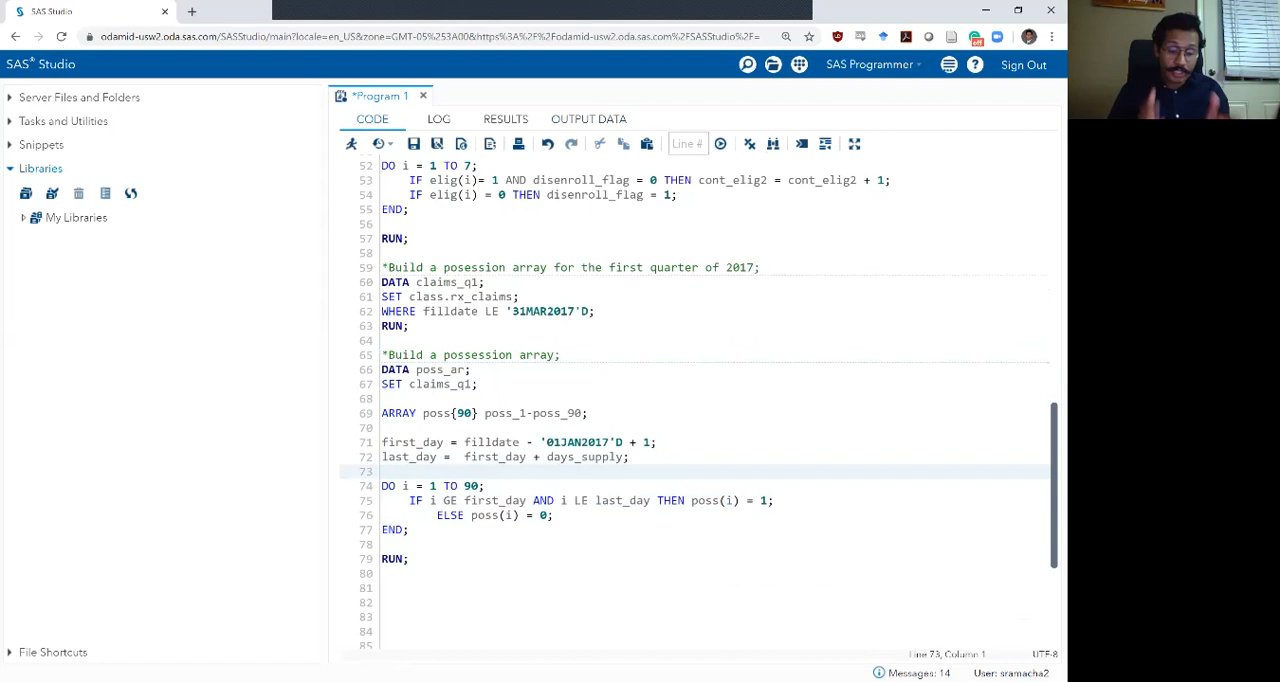 SAS Studio
odamid-usw2.oda.sas.com/SASStudio/main?locale=en_US&zone=GMT-05%253A00&https%3A%2F%2Fodamid-usw2.oda.sas.com%2FSASStudio%2F=
SAS® Studio
SAS Programmer
Sign Out
Server Files and Folders
Tasks and Utilities
Snippets
Libraries
My Libraries
File Shortcuts
*Program 1
CODE LOG RESULTS OUTPUT DATA
Line #
52 DO i = 1 TO 7;
53 IF elig(i)= 1 AND disenroll_flag = 0 THEN cont_elig2 = cont_elig2 + 1;
54 IF elig(i) = 0 THEN disenroll_flag = 1;
55 END;
56
57 RUN;
58
59 *Build a posession array for the first quarter of 2017;
60 DATA claims_q1;
61 SET class.rx_claims;
62 WHERE filldate LE '31MAR2017'D;
63 RUN;
64
65 *Build a possession array;
66 DATA poss_ar;
67 SET claims_q1;
68
69 ARRAY poss{90} poss_1-poss_90;
70
71 first_day = filldate - '01JAN2017'D + 1;
72 last_day =  first_day + days_supply;
73
74 DO i = 1 TO 90;
75 IF i GE first_day AND i LE last_day THEN poss(i) = 1;
76 ELSE poss(i) = 0;
77 END;
78
79 RUN;
80
81
82
83
84
85
Line 73, Column 1
UTF-8
Messages: 14
User: sramacha2